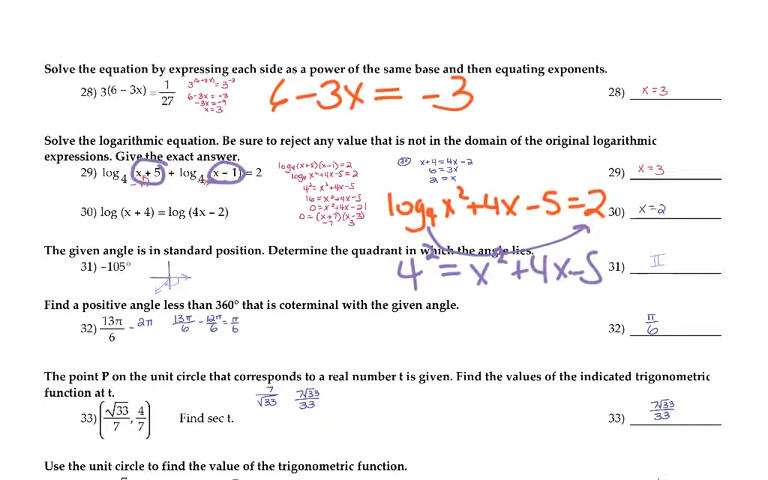 Solve the equation by expressing each side as a power of the same base and then equating exponents.
28) 3^(6 − 3x) = 1/27
3^(6-3x) = 3^-3
6-3x = -3
-3x = -9
x = 3
6-3x = -3
28) x=3
Solve the logarithmic equation. Be sure to reject any value that is not in the domain of the original logarithmic
expressions. Give the exact answer.
29) log₄ (x + 5) + log₄ (x − 1) = 2
log₄(x+5)(x-1)=2
log₄ x²+4x-5=2
4² = x²+4x-5
16 = x²+4x-5
0 = x²+4x-21
0 = (x+7)(x-3)
-7 3
x+4 = 4x-2
6 = 3x
2 = x
29) x=3
30) log (x + 4) = log (4x − 2)
log₄ x²+4x-5=2
30) x=2
The given angle is in standard position. Determine the quadrant in which the angle lies.
4² = x²+4x-5
31) −105°
31) II
Find a positive angle less than 360° that is coterminal with the given angle.
32) 13π/6 - 2π 13π/6 - 12π/6 = π/6
32) π/6
The point P on the unit circle that corresponds to a real number t is given. Find the values of the indicated trigonometric
function at t.
7/√33 7√33/33
33) (√33/7, 4/7) Find sec t.
33) 7√33/33
Use the unit circle to find the value of the trigonometric function.